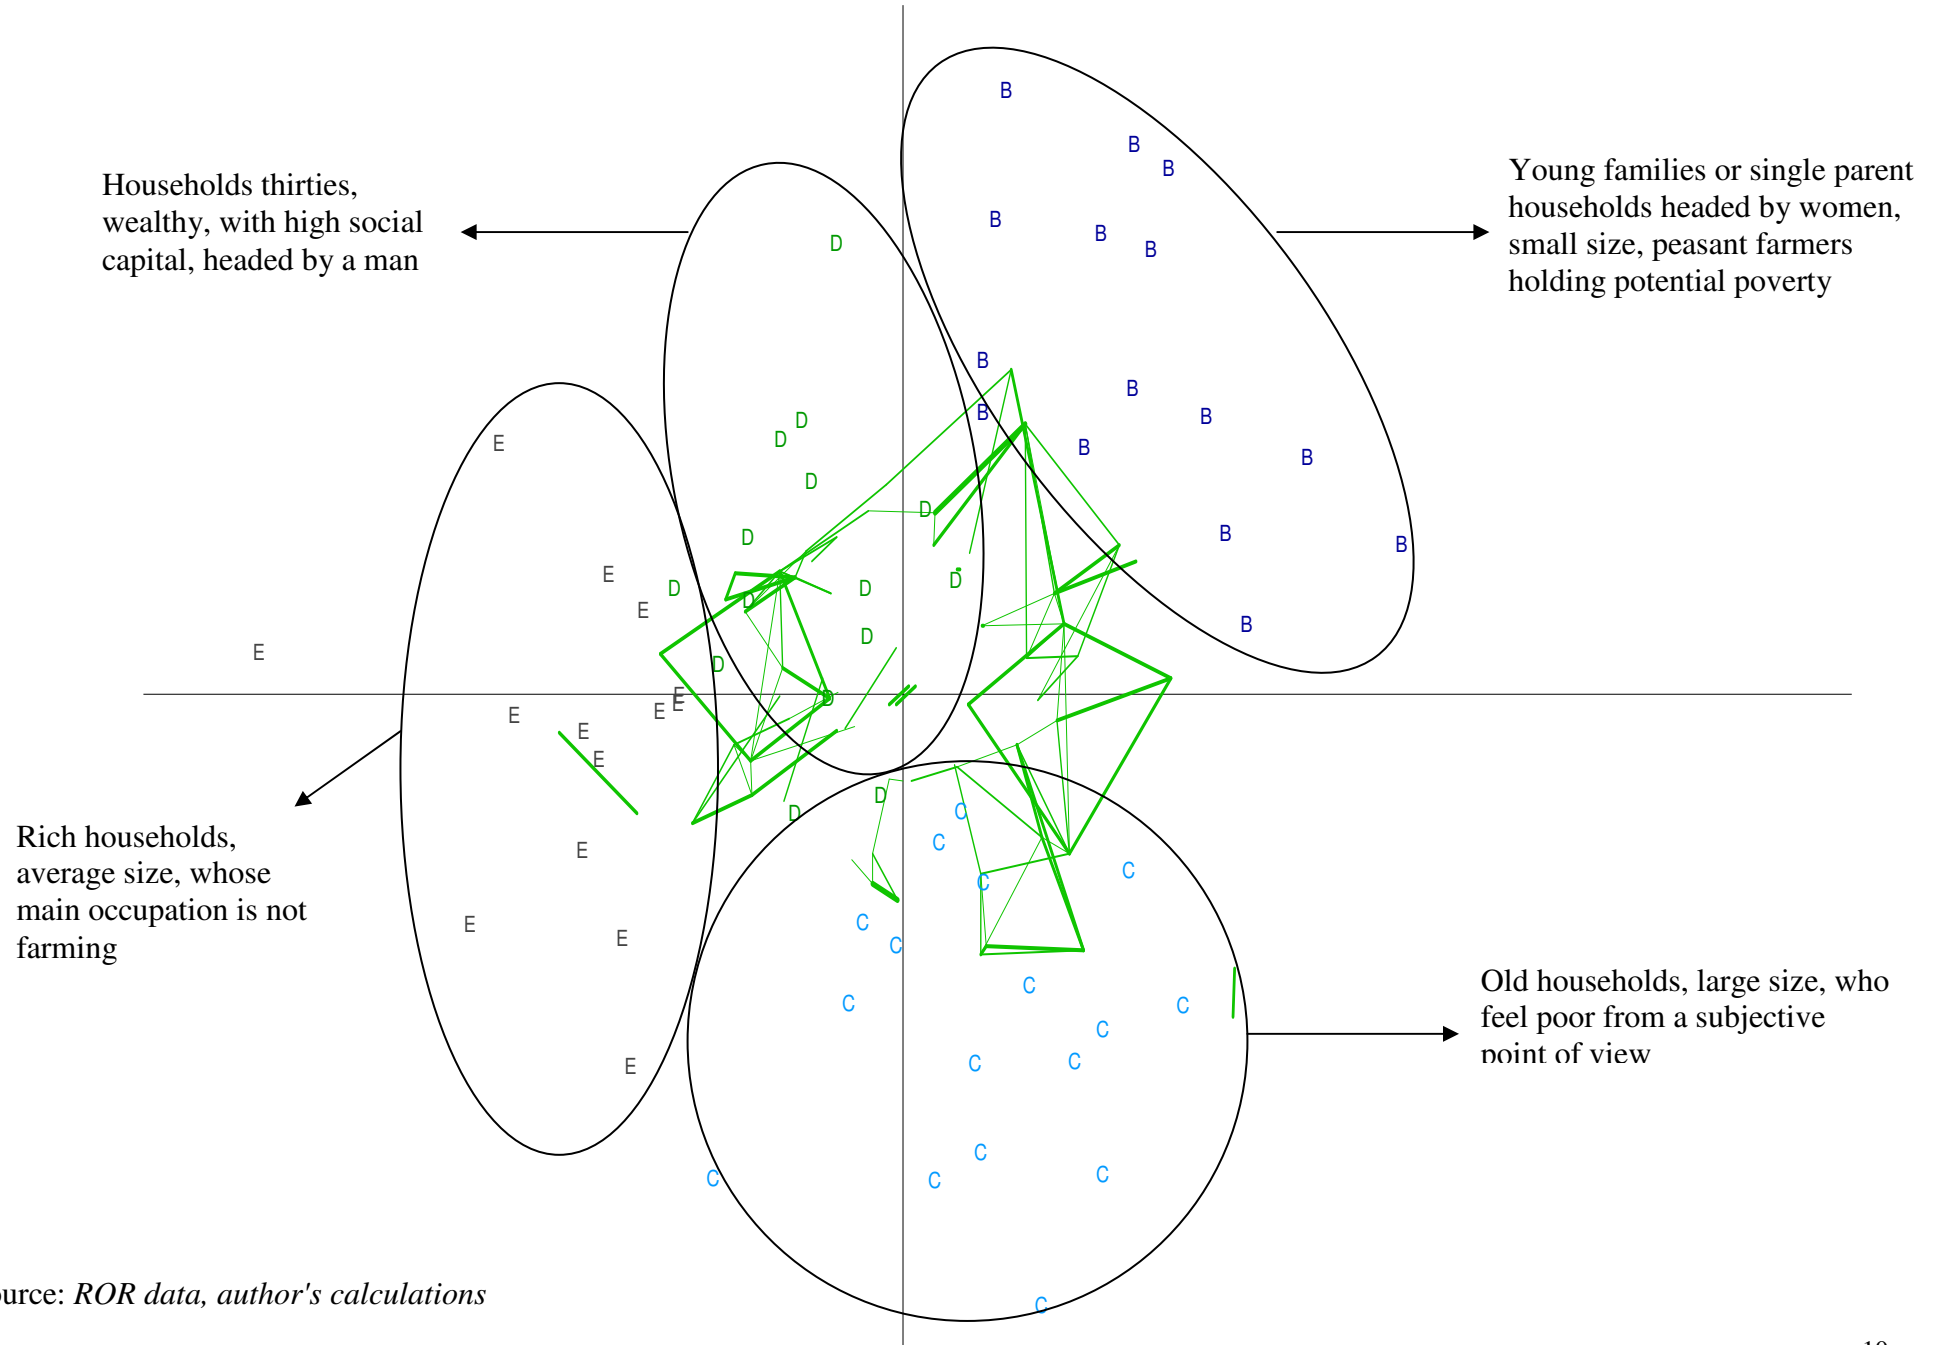 Households thirties,
wealthy, with high social
capital, headed by a man
Young families or single parent
households headed by women,
small size, peasant farmers
holding potential poverty
B
B
B
B
B
B
D
B
B
B
D
B
D
E
B
B
D
D
B
D
B
E
D
D
D
E
D
B
D
E
D
E
D
E
E
E
E
E
D
C
D
C
E
C
C
C
E
E
C
C
C
C
C
E
C
C
C
C
C
C
C
Rich households,
average size, whose
main occupation is not
farming
Old households, large size, who
feel poor from a subjective
point of view
urce: ROR data, author's calculations